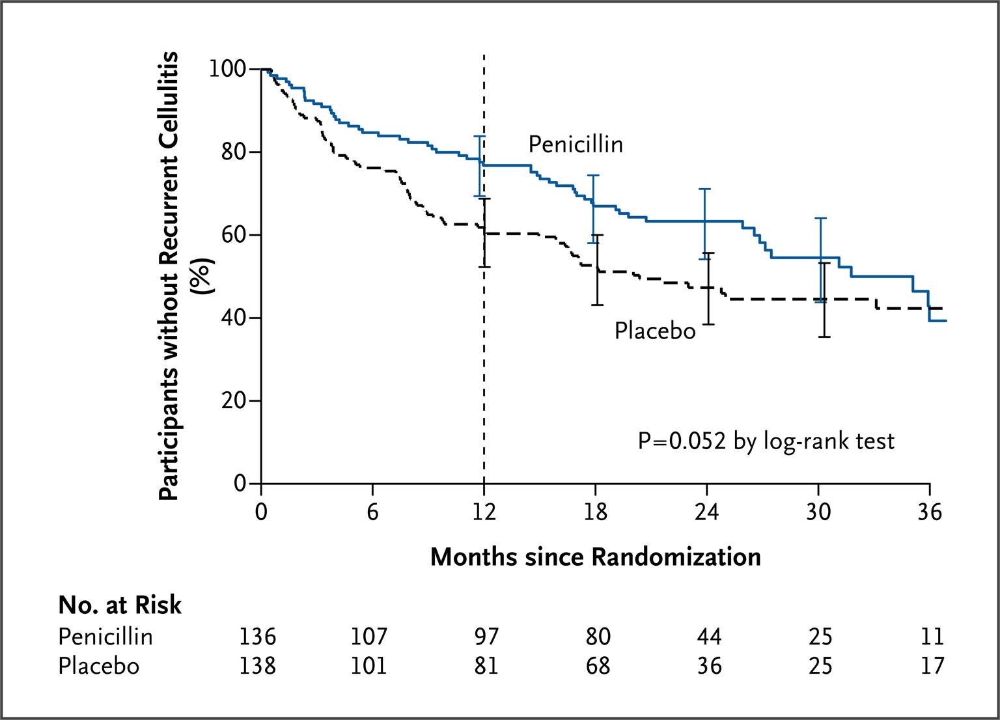 Participants without Recurrent Cellulitis
(%)
100
80
60
40
20
0
Penicillin
Placebo
P=0.052 by log-rank test
0 6 12 18 24 30 36
Months since Randomization
No. at Risk
Penicillin 136 107 97 80 44 25 11
Placebo 138 101 81 68 36 25 17